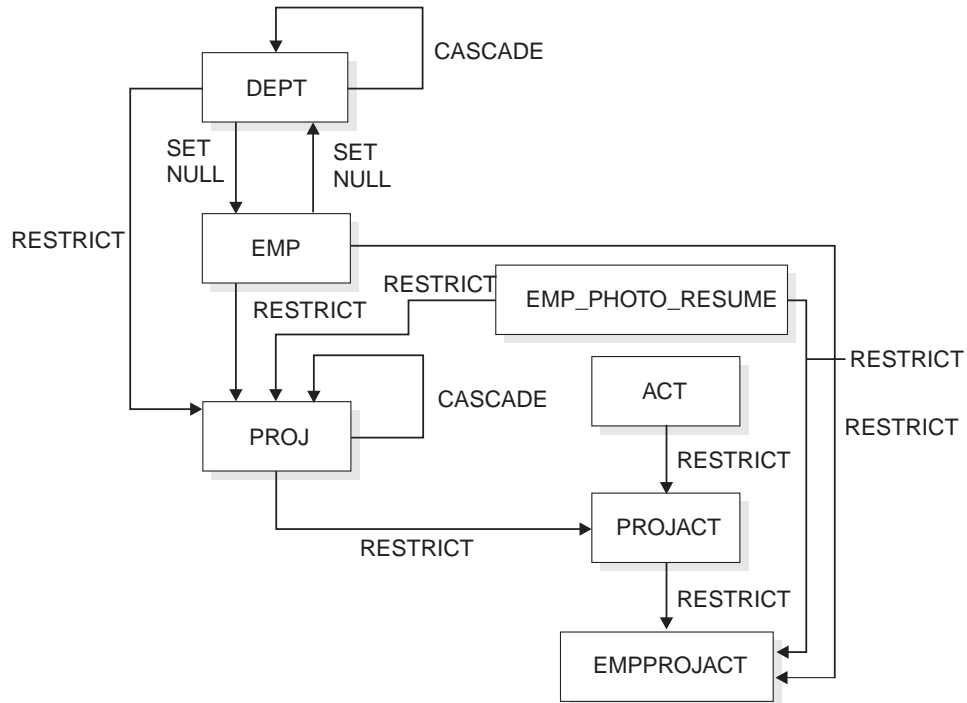 CASCADE
DEPT
SET
NULL
SET
NULL
RESTRICT
EMP
RESTRICT
RESTRICT
EMP_PHOTO_RESUME
RESTRICT
CASCADE
ACT
RESTRICT
PROJ
RESTRICT
PROJACT
RESTRICT
RESTRICT
EMPPROJACT